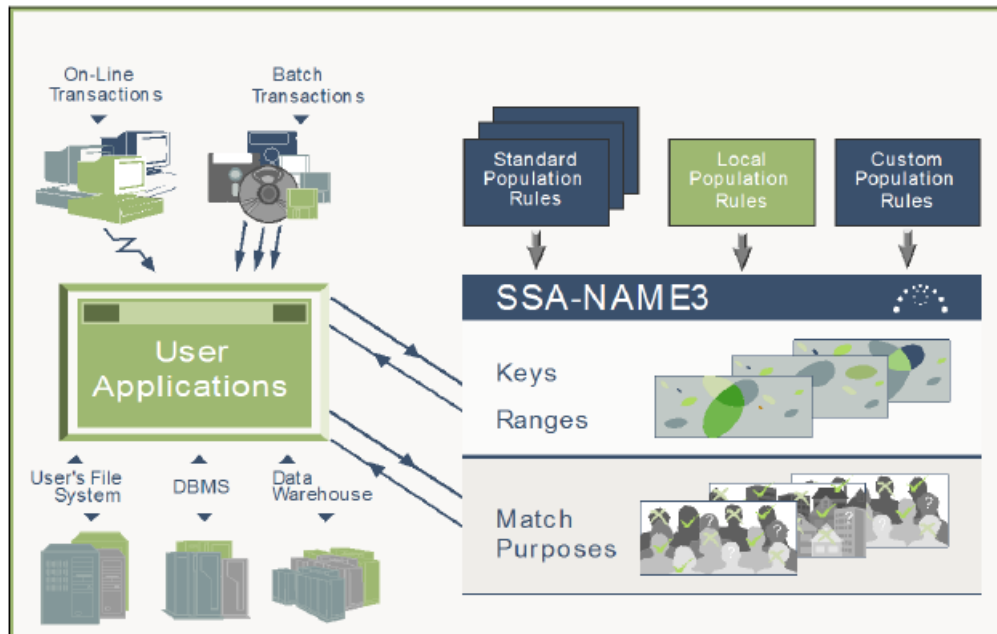 On-Line
Transactions
Batch
Transactions
Standard
Population
Rules
Local
Population
Rules
Custom
Population
Rules
SSA-NAME3
User
Applications
Keys
Ranges
User's File
System
DBMS
Data
Warehouse
Match
Purposes